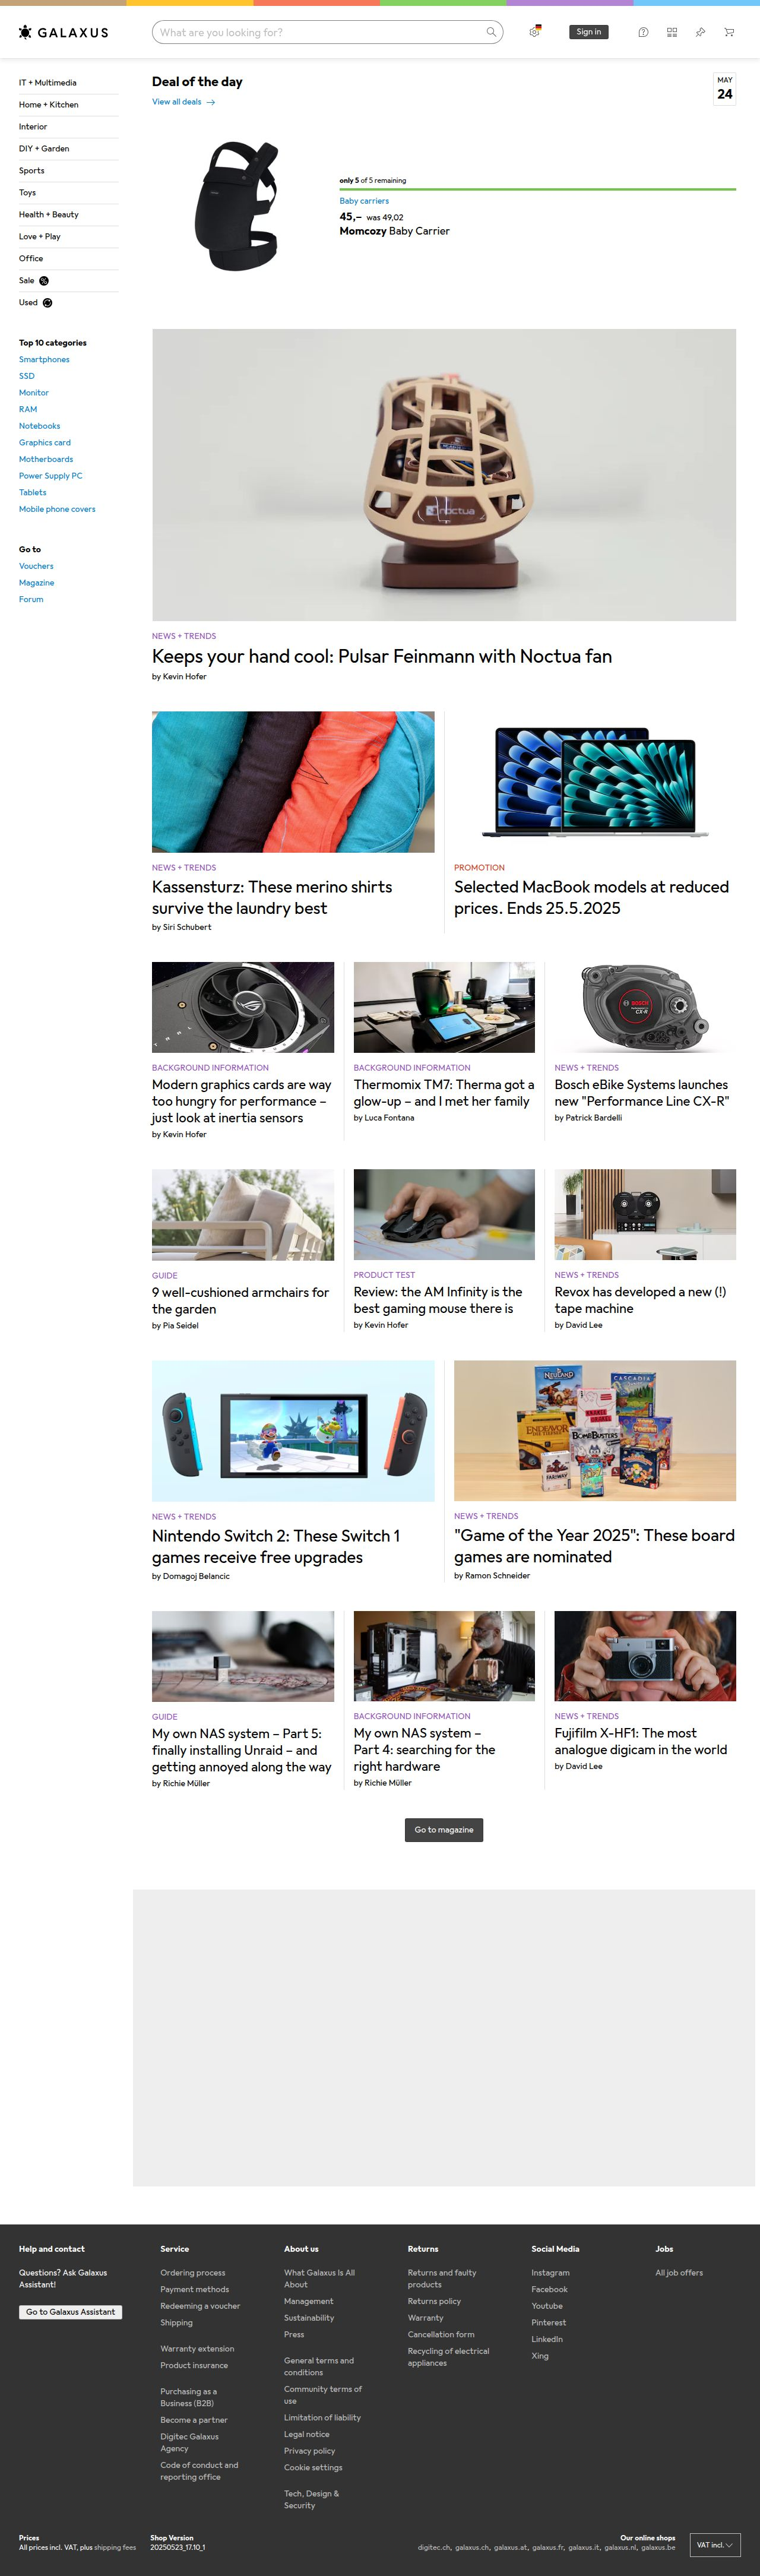 GALAXUS
What are you looking for?
Sign in
IT + Multimedia
Home + Kitchen
Interior
DIY + Garden
Sports
Toys
Health + Beauty
Love + Play
Office
Sale
Used
Top 10 categories
Smartphones
SSD
Monitor
RAM
Notebooks
Graphics card
Motherboards
Power Supply PC
Tablets
Mobile phone covers
Go to
Vouchers
Magazine
Forum
Deal of the day
View all deals
MAY
24
only 5 of 5 remaining
Baby carriers
45,– was 49,02
Momcozy Baby Carrier
noctua
NEWS + TRENDS
Keeps your hand cool: Pulsar Feinmann with Noctua fan
by Kevin Hofer
NEWS + TRENDS
Kassensturz: These merino shirts
survive the laundry best
by Siri Schubert
PROMOTION
Selected MacBook models at reduced
prices. Ends 25.5.2025
BACKGROUND INFORMATION
Modern graphics cards are way
too hungry for performance –
just look at inertia sensors
by Kevin Hofer
BACKGROUND INFORMATION
Thermomix TM7: Therma got a
glow-up – and I met her family
by Luca Fontana
BOSCH
CX-R
NEWS + TRENDS
Bosch eBike Systems launches
new "Performance Line CX-R"
by Patrick Bardelli
GUIDE
9 well-cushioned armchairs for
the garden
by Pia Seidel
PRODUCT TEST
Review: the AM Infinity is the
best gaming mouse there is
by Kevin Hofer
NEWS + TRENDS
Revox has developed a new (!)
tape machine
by David Lee
NEWS + TRENDS
Nintendo Switch 2: These Switch 1
games receive free upgrades
by Domagoj Belancic
NEULAND
CASCADIA
ENDEAVOR
BOMBUSTERS
FARAWAY
NEWS + TRENDS
"Game of the Year 2025": These board
games are nominated
by Ramon Schneider
GUIDE
My own NAS system – Part 5:
finally installing Unraid – and
getting annoyed along the way
by Richie Müller
BACKGROUND INFORMATION
My own NAS system –
Part 4: searching for the
right hardware
by Richie Müller
NEWS + TRENDS
Fujifilm X-HF1: The most
analogue digicam in the world
by David Lee
Go to magazine
Help and contact
Questions? Ask Galaxus
Assistant!
Go to Galaxus Assistant
Service
Ordering process
Payment methods
Redeeming a voucher
Shipping
Warranty extension
Product insurance
Purchasing as a
Business (B2B)
Become a partner
Digitec Galaxus
Agency
Code of conduct and
reporting office
About us
What Galaxus Is All
About
Management
Sustainability
Press
General terms and
conditions
Community terms of
use
Limitation of liability
Legal notice
Privacy policy
Cookie settings
Tech, Design &
Security
Returns
Returns and faulty
products
Returns policy
Warranty
Cancellation form
Recycling of electrical
appliances
Social Media
Instagram
Facebook
Youtube
Pinterest
LinkedIn
Xing
Jobs
All job offers
Prices
All prices incl. VAT, plus shipping fees
Shop Version
20250523_17.10_1
Our online shops
digitec.ch, galaxus.ch, galaxus.at, galaxus.fr, galaxus.it, galaxus.nl, galaxus.be
VAT incl.